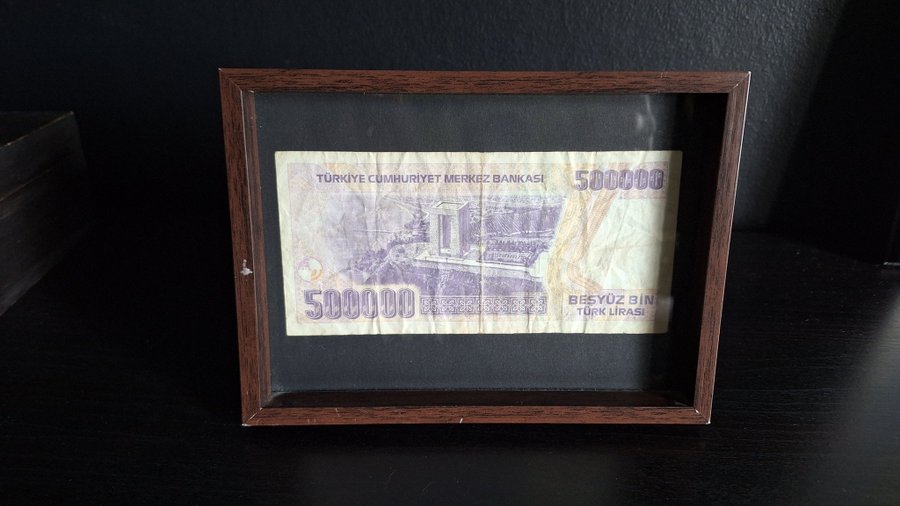 TÜRKİYE CUMHURİYET MERKEZ BANKASI
500000
500000
BEŞYÜZ BİN
TÜRK LİRASI